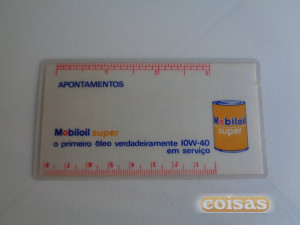 APONTAMENTOS
Mobiloil super
o primeiro óleo verdadeiramente 10W-40
em serviço
Mobiloil
super
coisas